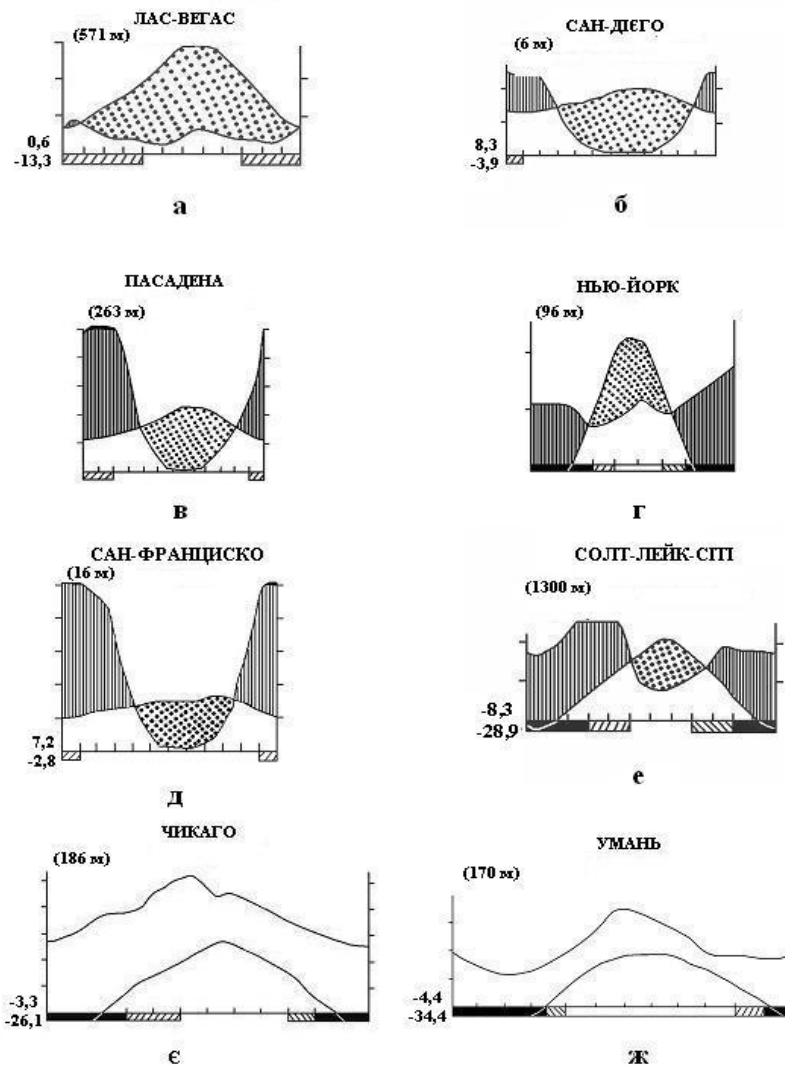 ЛАС-ВЕГАС
(571 м)
0,6
-13,3
а
САН-ДІЄГО
(6 м)
8,3
-3,9
б
ПАСАДЕНА
(263 м)
в
НЬЮ-ЙОРК
(96 м)
г
САН-ФРАНЦИСКО
(16 м)
7,2
-2,8
д
СОЛТ-ЛЕЙК-СІТІ
(1300 м)
-8,3
-28,9
е
ЧИКАГО
(186 м)
-3,3
-26,1
є
УМАНЬ
(170 м)
-4,4
-34,4
ж